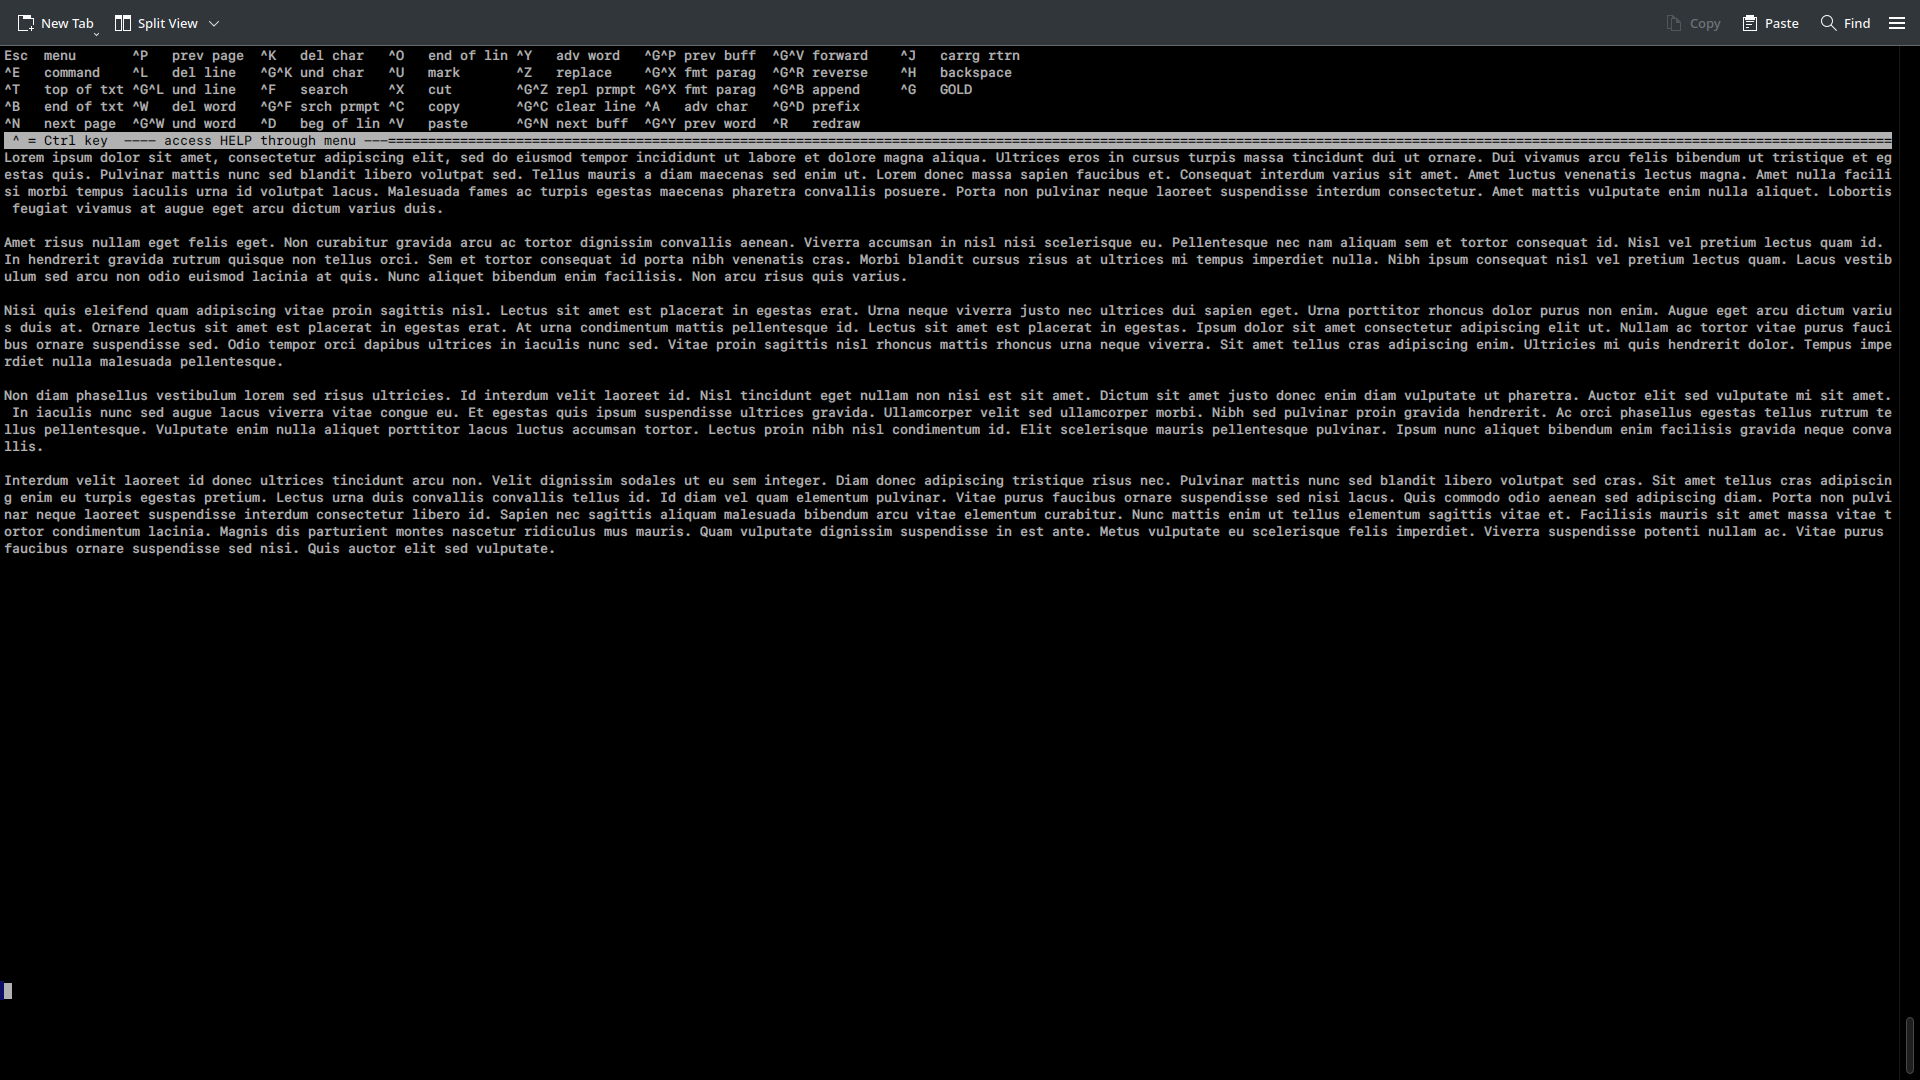 New Tab Split View Copy Paste Find
Esc  menu       ^P   prev page  ^K   del char   ^O   end of lin ^Y   adv word   ^G^P prev buff  ^G^V forward    ^J   carrg rtrn
^E   command    ^L   del line   ^G^K und char   ^U   mark       ^Z   replace    ^G^X fmt parag  ^G^R reverse    ^H   backspace
^T   top of txt ^G^L und line   ^F   search     ^X   cut        ^G^Z repl prmpt ^G^X fmt parag  ^G^B append     ^G   GOLD
^B   end of txt ^W   del word   ^G^F srch prmpt ^C   copy       ^G^C clear line ^A   adv char   ^G^D prefix
^N   next page  ^G^W und word   ^D   beg of lin ^V   paste      ^G^N next buff  ^G^Y prev word  ^R   redraw
^ = Ctrl key  ---- access HELP through menu ---============================================================================================================================================================================================
Lorem ipsum dolor sit amet, consectetur adipiscing elit, sed do eiusmod tempor incididunt ut labore et dolore magna aliqua. Ultrices eros in cursus turpis massa tincidunt dui ut ornare. Dui vivamus arcu felis bibendum ut tristique et eg
estas quis. Pulvinar mattis nunc sed blandit libero volutpat sed. Tellus mauris a diam maecenas sed enim ut. Lorem donec massa sapien faucibus et. Consequat interdum varius sit amet. Amet luctus venenatis lectus magna. Amet nulla facili
si morbi tempus iaculis urna id volutpat lacus. Malesuada fames ac turpis egestas maecenas pharetra convallis posuere. Porta non pulvinar neque laoreet suspendisse interdum consectetur. Amet mattis vulputate enim nulla aliquet. Lobortis
 feugiat vivamus at augue eget arcu dictum varius duis.

Amet risus nullam eget felis eget. Non curabitur gravida arcu ac tortor dignissim convallis aenean. Viverra accumsan in nisl nisi scelerisque eu. Pellentesque nec nam aliquam sem et tortor consequat id. Nisl vel pretium lectus quam id.
In hendrerit gravida rutrum quisque non tellus orci. Sem et tortor consequat id porta nibh venenatis cras. Morbi blandit cursus risus at ultrices mi tempus imperdiet nulla. Nibh ipsum consequat nisl vel pretium lectus quam. Lacus vestib
ulum sed arcu non odio euismod lacinia at quis. Nunc aliquet bibendum enim facilisis. Non arcu risus quis varius.

Nisi quis eleifend quam adipiscing vitae proin sagittis nisl. Lectus sit amet est placerat in egestas erat. Urna neque viverra justo nec ultrices dui sapien eget. Urna porttitor rhoncus dolor purus non enim. Augue eget arcu dictum variu
s duis at. Ornare lectus sit amet est placerat in egestas erat. At urna condimentum mattis pellentesque id. Lectus sit amet est placerat in egestas. Ipsum dolor sit amet consectetur adipiscing elit ut. Nullam ac tortor vitae purus fauci
bus ornare suspendisse sed. Odio tempor orci dapibus ultrices in iaculis nunc sed. Vitae proin sagittis nisl rhoncus mattis rhoncus urna neque viverra. Sit amet tellus cras adipiscing enim. Ultricies mi quis hendrerit dolor. Tempus impe
rdiet nulla malesuada pellentesque.

Non diam phasellus vestibulum lorem sed risus ultricies. Id interdum velit laoreet id. Nisl tincidunt eget nullam non nisi est sit amet. Dictum sit amet justo donec enim diam vulputate ut pharetra. Auctor elit sed vulputate mi sit amet.
 In iaculis nunc sed augue lacus viverra vitae congue eu. Et egestas quis ipsum suspendisse ultrices gravida. Ullamcorper velit sed ullamcorper morbi. Nibh sed pulvinar proin gravida hendrerit. Ac orci phasellus egestas tellus rutrum te
llus pellentesque. Vulputate enim nulla aliquet porttitor lacus luctus accumsan tortor. Lectus proin nibh nisl condimentum id. Elit scelerisque mauris pellentesque pulvinar. Ipsum nunc aliquet bibendum enim facilisis gravida neque conva
llis.

Interdum velit laoreet id donec ultrices tincidunt arcu non. Velit dignissim sodales ut eu sem integer. Diam donec adipiscing tristique risus nec. Pulvinar mattis nunc sed blandit libero volutpat sed cras. Sit amet tellus cras adipiscin
g enim eu turpis egestas pretium. Lectus urna duis convallis convallis tellus id. Id diam vel quam elementum pulvinar. Vitae purus faucibus ornare suspendisse sed nisi lacus. Quis commodo odio aenean sed adipiscing diam. Porta non pulvi
nar neque laoreet suspendisse interdum consectetur libero id. Sapien nec sagittis aliquam malesuada bibendum arcu vitae elementum curabitur. Nunc mattis enim ut tellus elementum sagittis vitae et. Facilisis mauris sit amet massa vitae t
ortor condimentum lacinia. Magnis dis parturient montes nascetur ridiculus mus mauris. Quam vulputate dignissim suspendisse in est ante. Metus vulputate eu scelerisque felis imperdiet. Viverra suspendisse potenti nullam ac. Vitae purus
faucibus ornare suspendisse sed nisi. Quis auctor elit sed vulputate.